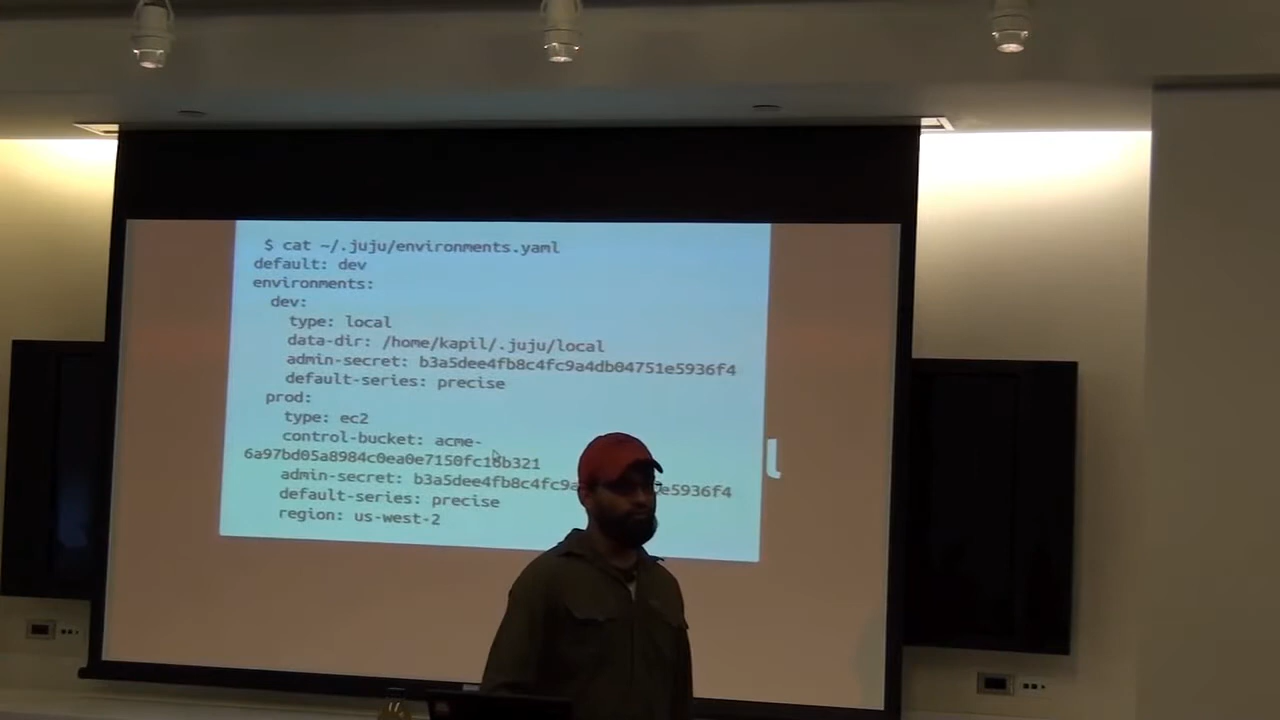 $ cat ~/.juju/environments.yaml
default: dev
environments:
dev:
type: local
data-dir: /home/kapil/.juju/local
admin-secret: b3a5dee4fb8c4fc9a4db04751e5936f4
default-series: precise
prod:
type: ec2
control-bucket: acme-
6a97bd05a8984c0ea0e7150fc16b321
admin-secret: b3a5dee4fb8c4fc9a e5936f4
default-series: precise
region: us-west-2